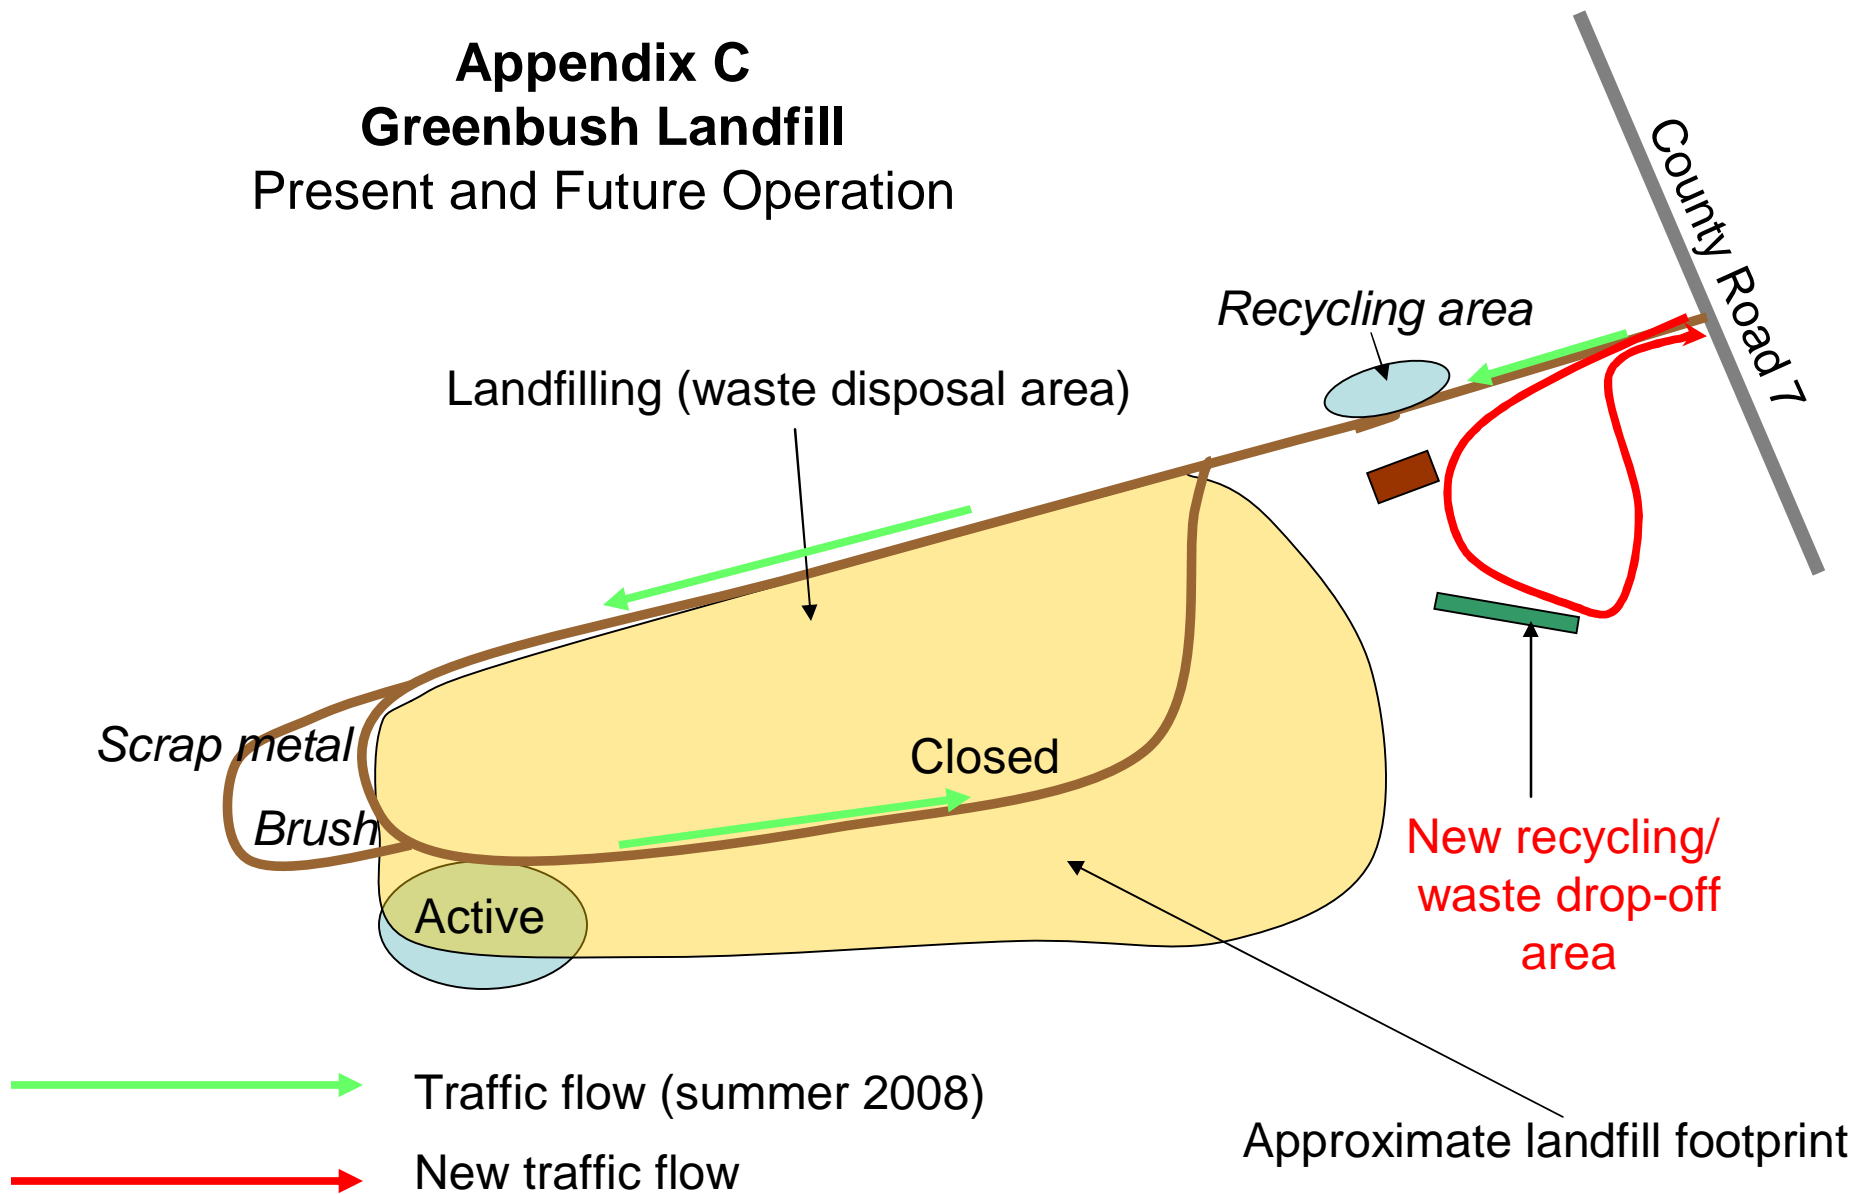 Appendix C
Greenbush Landfill
Present and Future Operation
County Road 7
Recycling area
Landfilling (waste disposal area)
Scrap metal
Closed
Brush
New recycling/
waste drop-off
area
Active
Traffic flow (summer 2008)
Approximate landfill footprint
New traffic flow